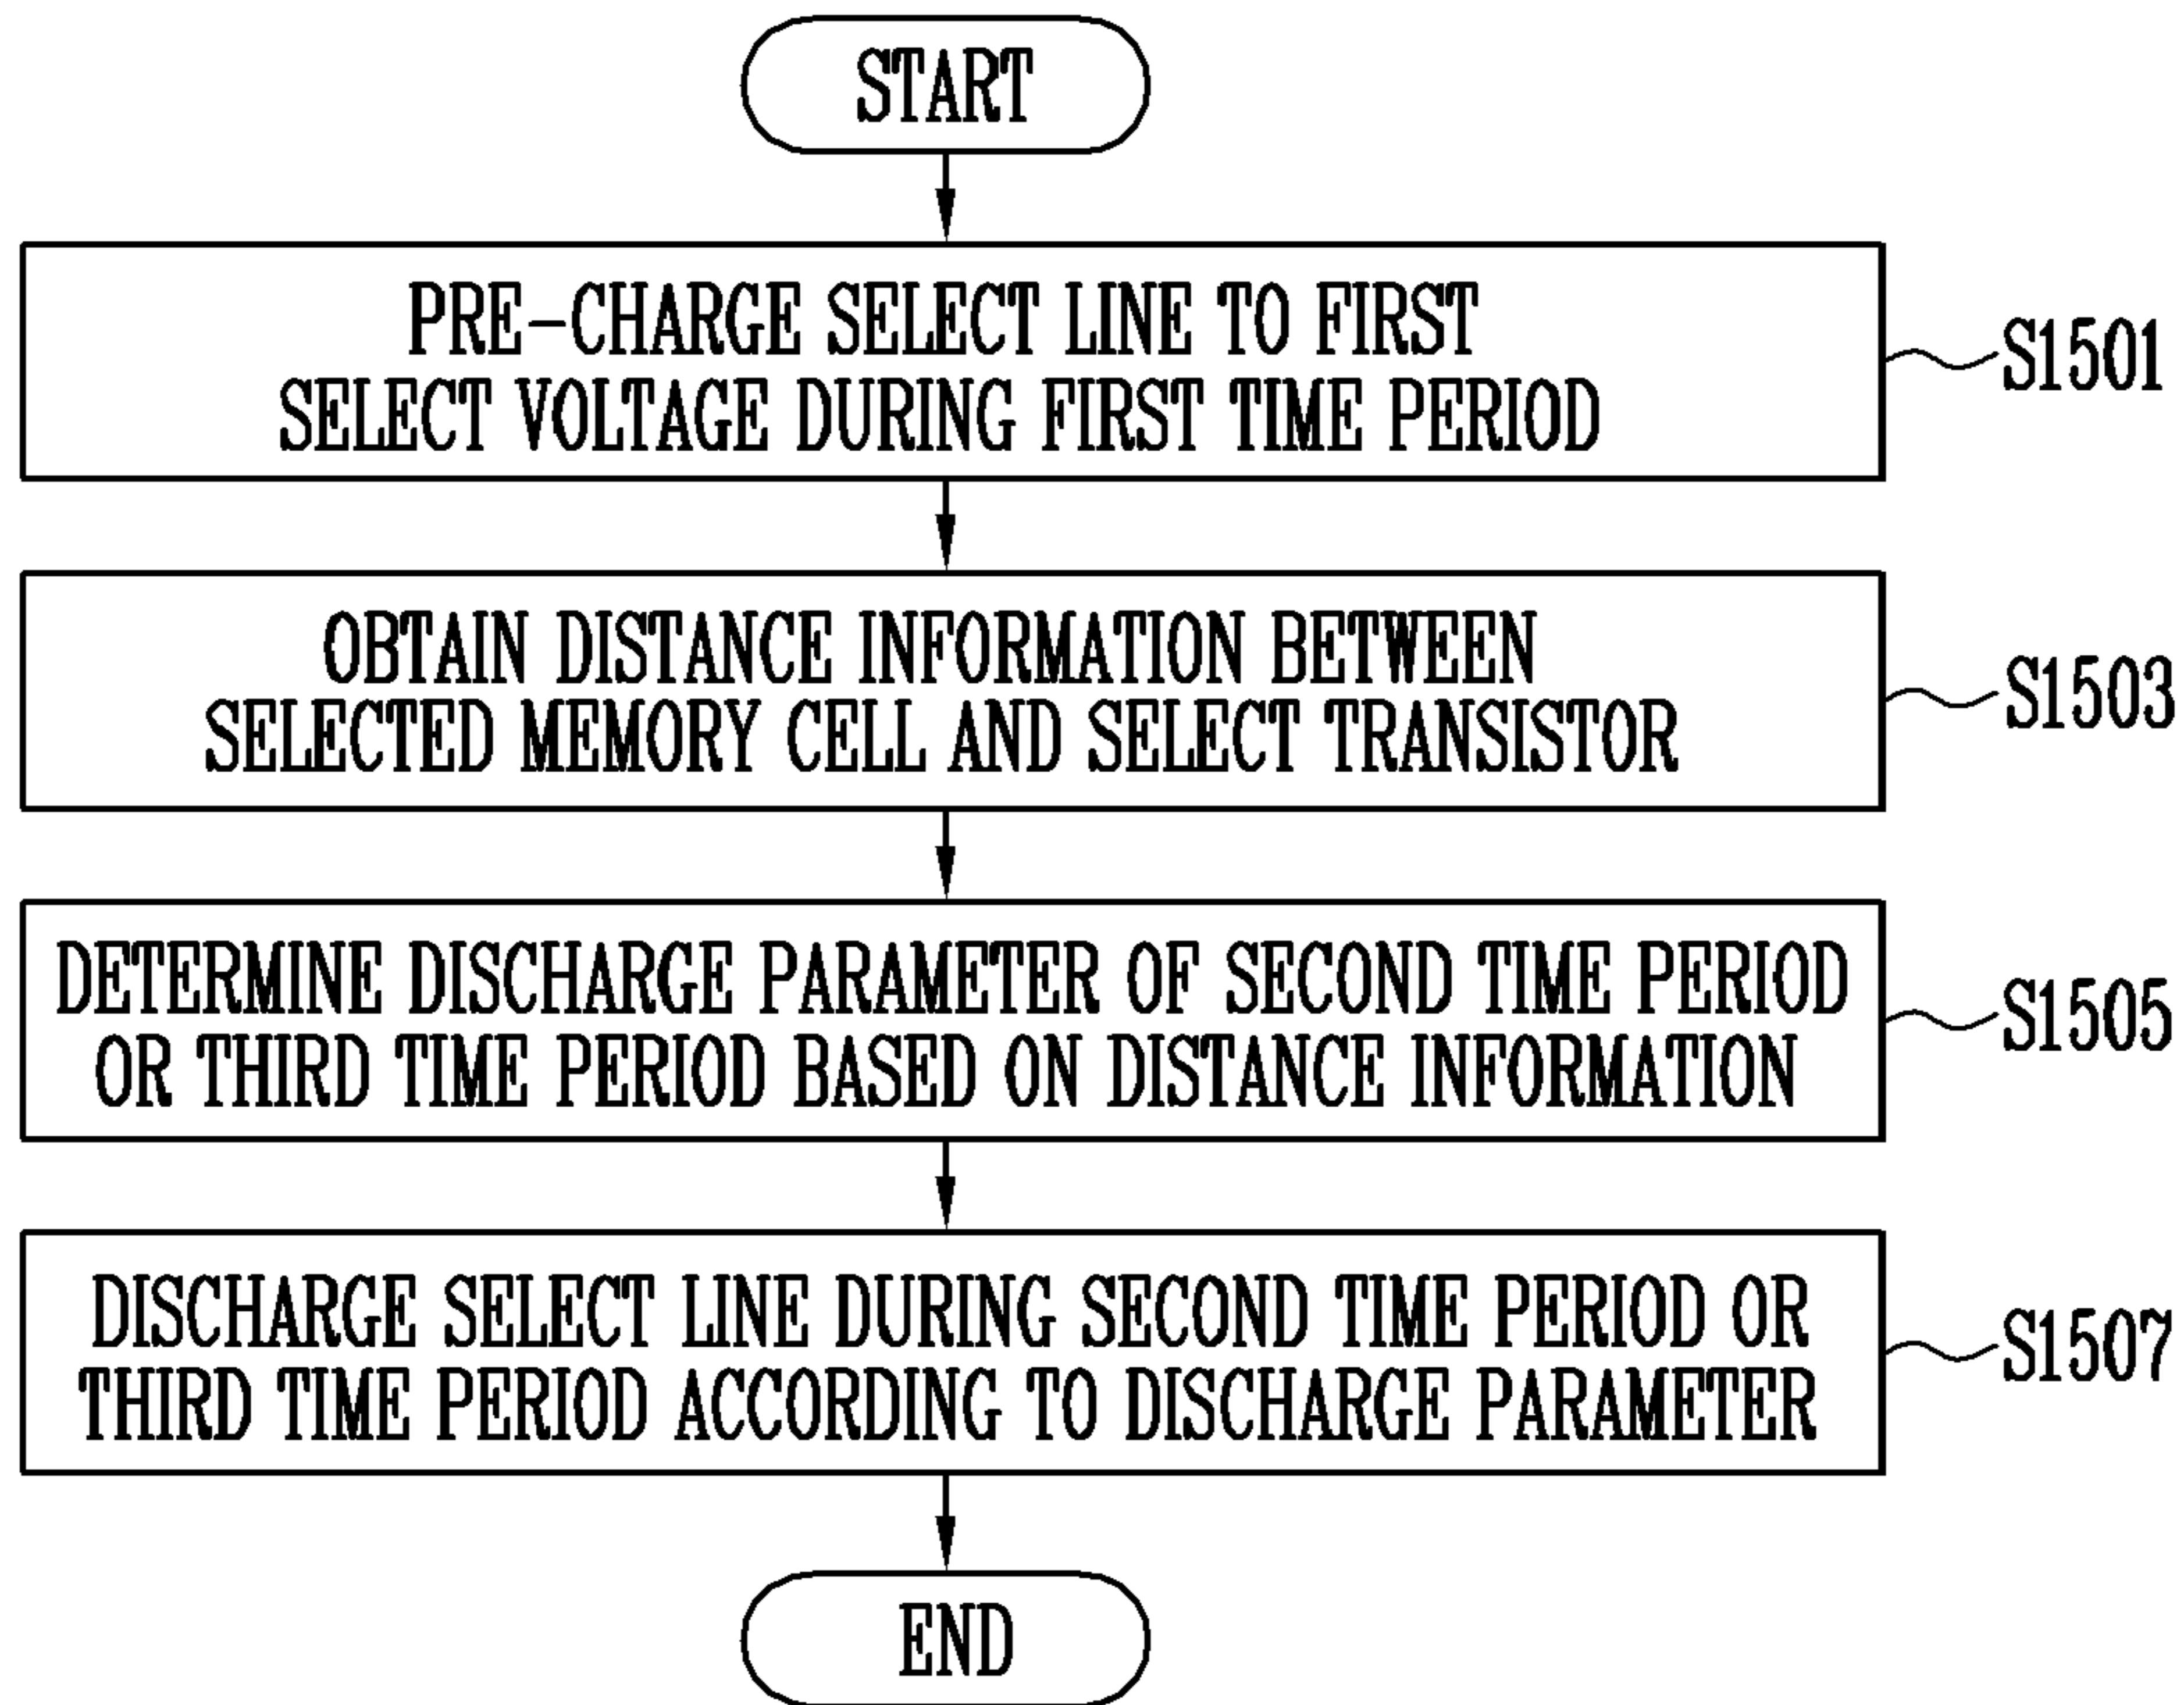 START
PRE-CHARGE SELECT LINE TO FIRST
SELECT VOLTAGE DURING FIRST TIME PERIOD
S1501
OBTAIN DISTANCE INFORMATION BETWEEN
SELECTED MEMORY CELL AND SELECT TRANSISTOR
S1503
DETERMINE DISCHARGE PARAMETER OF SECOND TIME PERIOD
OR THIRD TIME PERIOD BASED ON DISTANCE INFORMATION
S1505
DISCHARGE SELECT LINE DURING SECOND TIME PERIOD OR
THIRD TIME PERIOD ACCORDING TO DISCHARGE PARAMETER
S1507
END